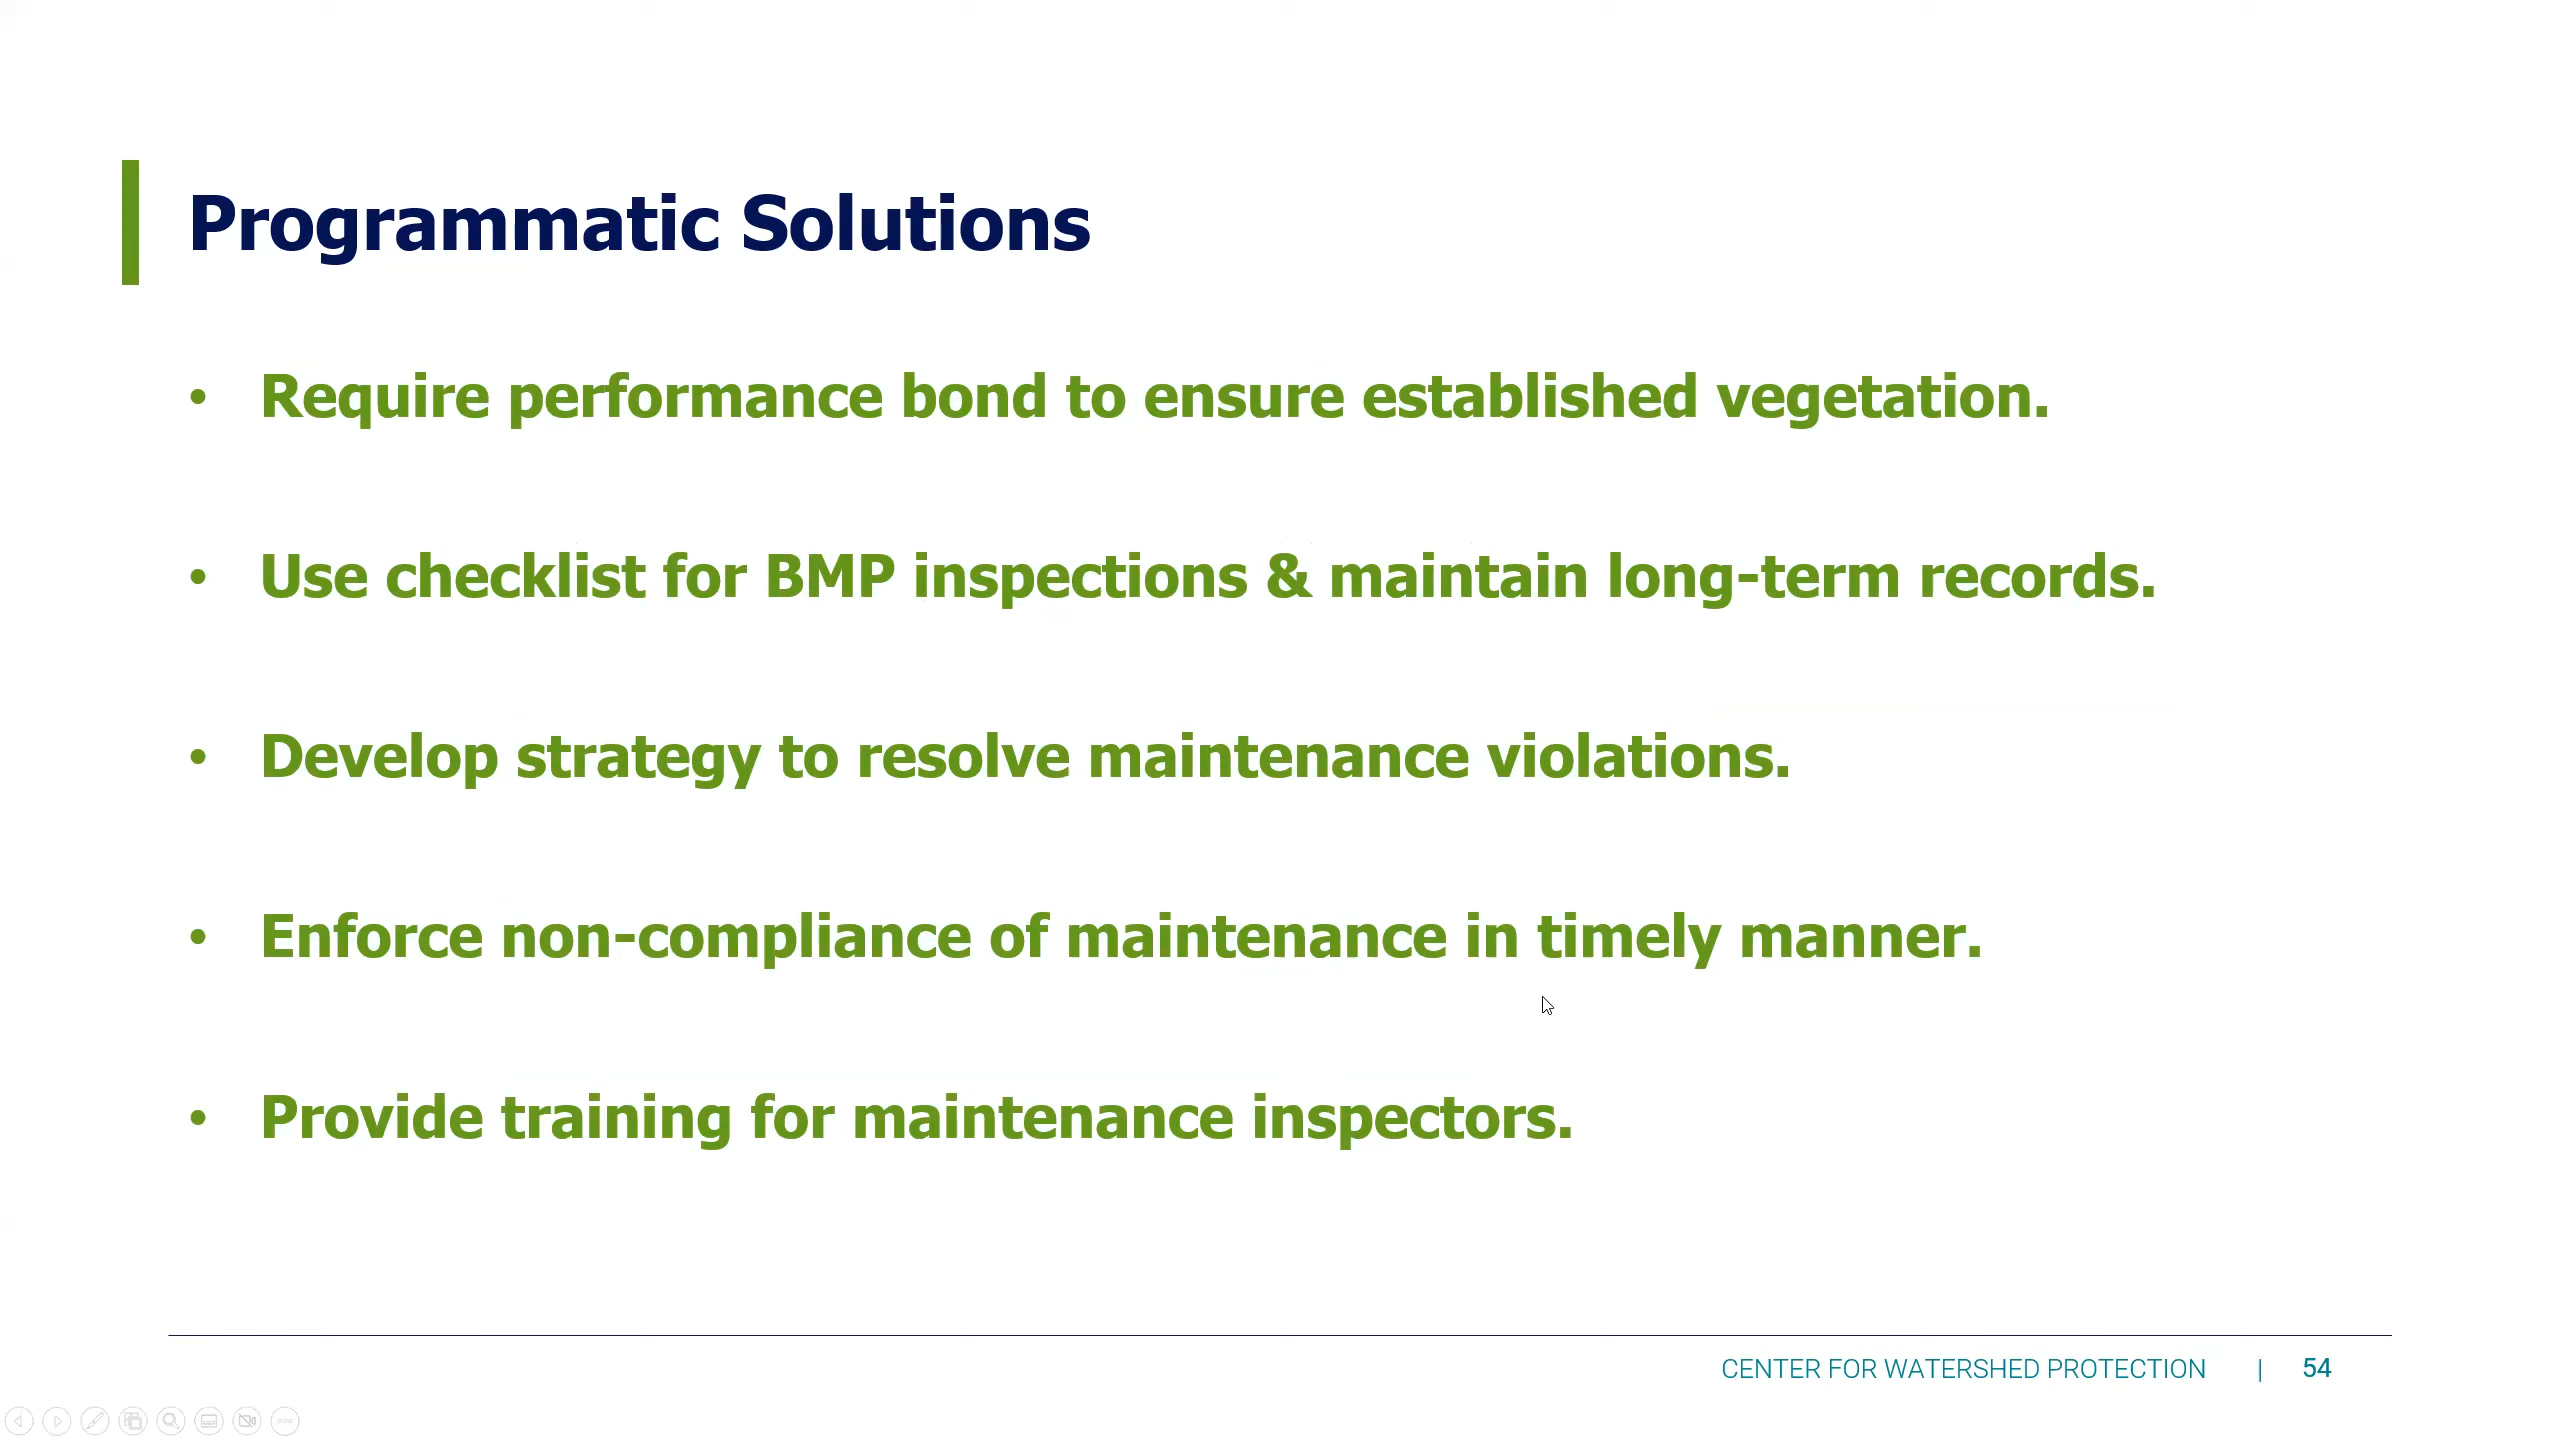 Programmatic Solutions
• Require performance bond to ensure established vegetation.
• Use checklist for BMP inspections & maintain long-term records.
• Develop strategy to resolve maintenance violations.
• Enforce non-compliance of maintenance in timely manner.
• Provide training for maintenance inspectors.
CENTER FOR WATERSHED PROTECTION | 54